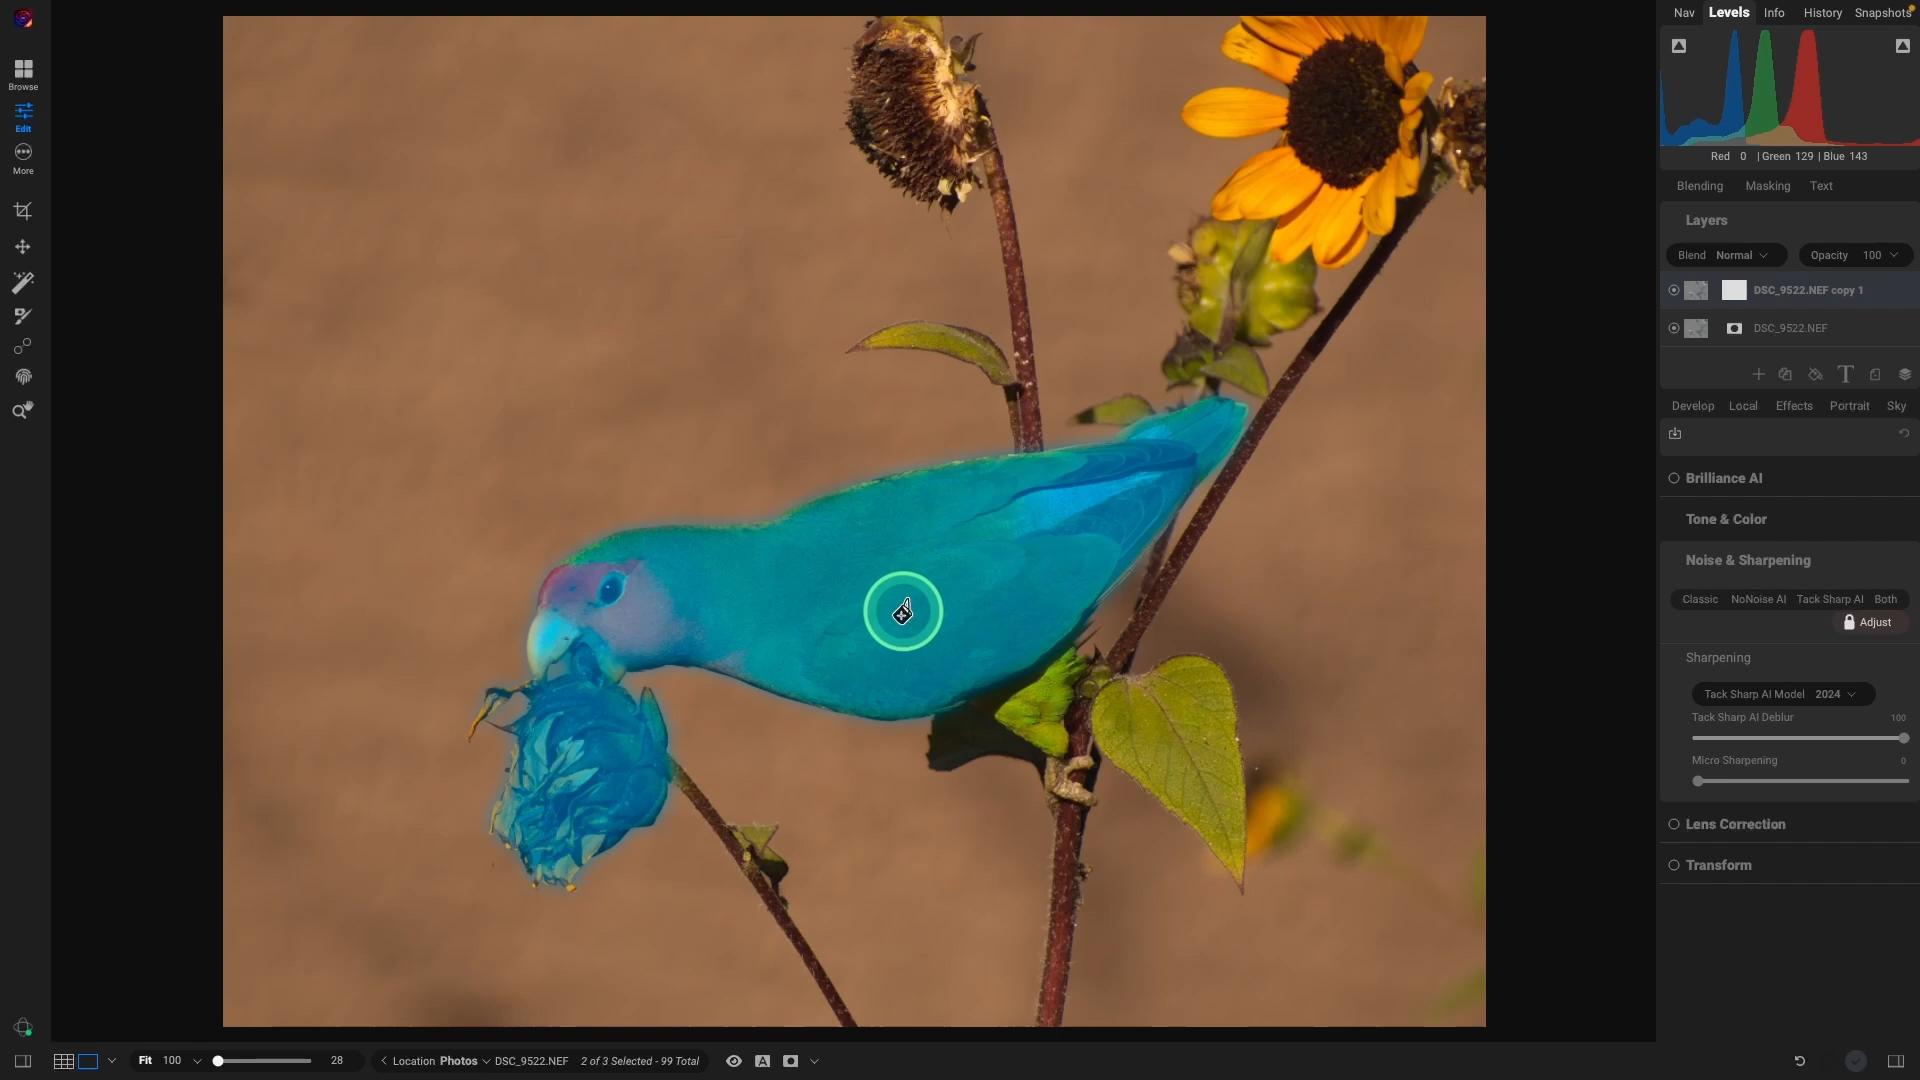 Nav Levels Info History Snapshots
Browse
Edit
More
Red 0 | Green 129 | Blue 143
Blending Masking Text
Layers
Blend Normal Opacity 100
DSC_9522.NEF copy 1
DSC_9522.NEF
Develop Local Effects Portrait Sky
Brilliance AI
Tone & Color
Noise & Sharpening
Classic NoNoise AI Tack Sharp AI Both
Adjust
Sharpening
Tack Sharp AI Model 2024
Tack Sharp AI Deblur 100
Micro Sharpening 0
Lens Correction
Transform
Fit 100 28 Location Photos DSC_9522.NEF 2 of 3 Selected - 99 Total